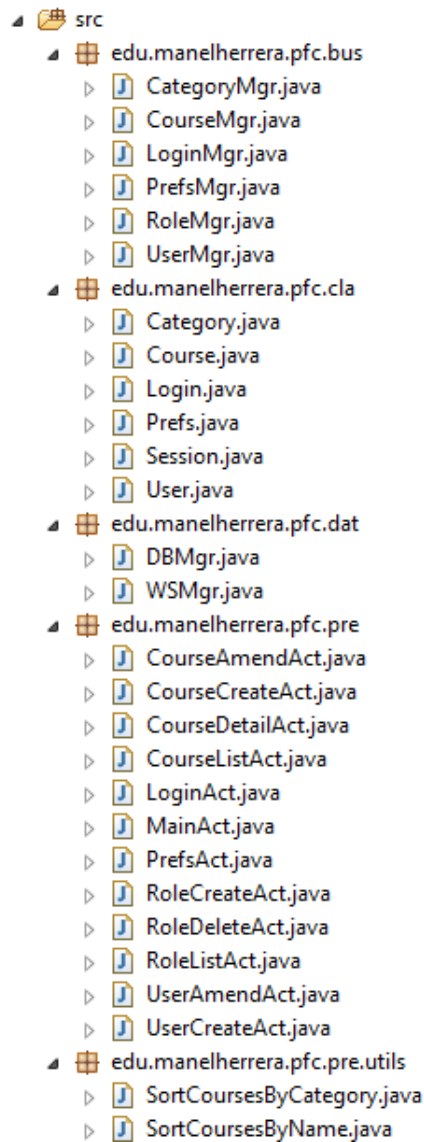 src
edu.manelherrera.pfc.bus
CategoryMgr.java
CourseMgr.java
LoginMgr.java
PrefsMgr.java
RoleMgr.java
UserMgr.java
edu.manelherrera.pfc.cla
Category.java
Course.java
Login.java
Prefs.java
Session.java
User.java
edu.manelherrera.pfc.dat
DBMgr.java
WSMgr.java
edu.manelherrera.pfc.pre
CourseAmendAct.java
CourseCreateAct.java
CourseDetailAct.java
CourseListAct.java
LoginAct.java
MainAct.java
PrefsAct.java
RoleCreateAct.java
RoleDeleteAct.java
RoleListAct.java
UserAmendAct.java
UserCreateAct.java
edu.manelherrera.pfc.pre.utils
SortCoursesByCategory.java
SortCoursesByName.java